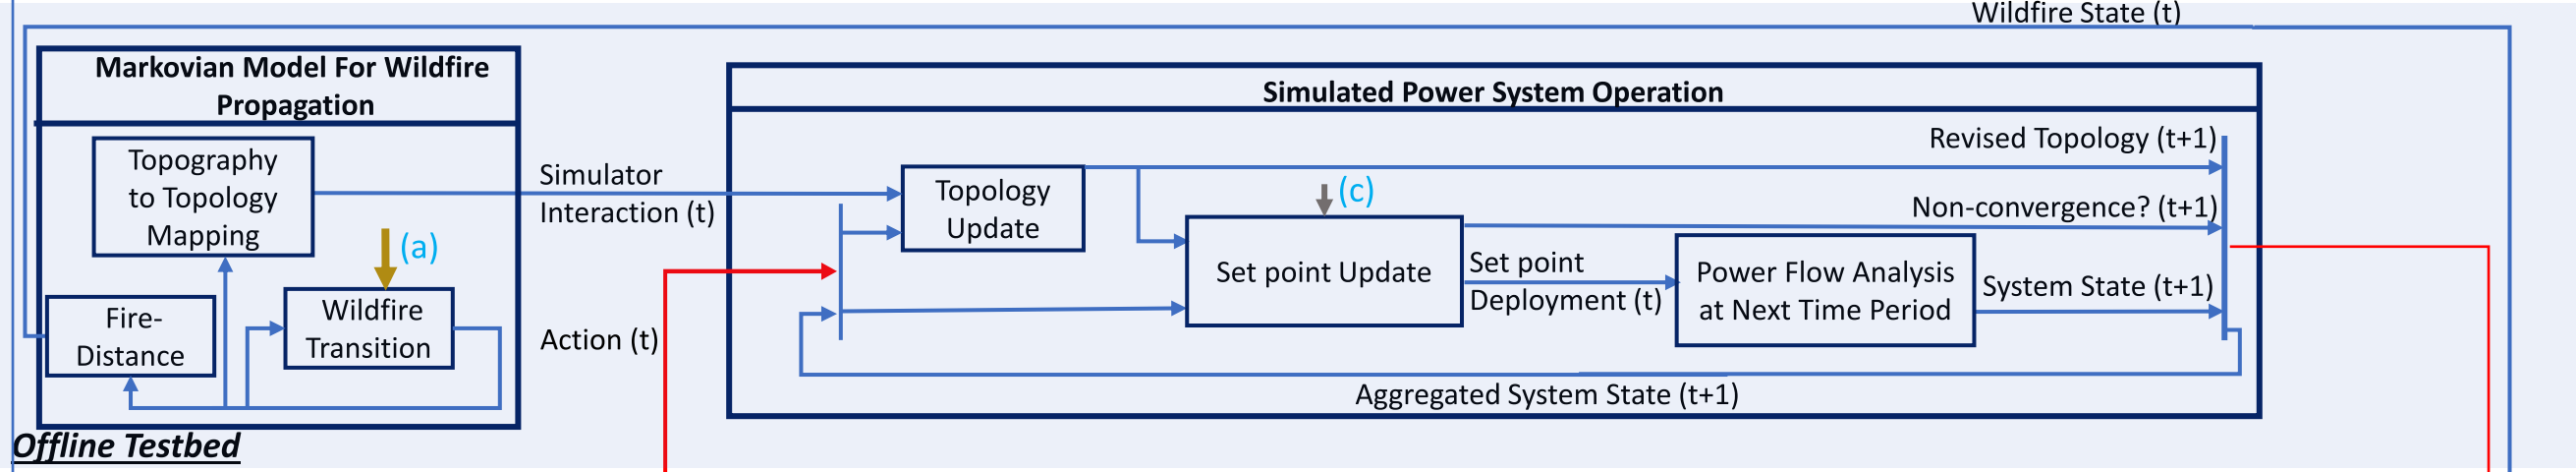 Wildfire State (t)
Markovian Model For Wildfire
Propagation
Topography
to Topology
Mapping
(a)
Fire-
Distance
Wildfire
Transition
Offline Testbed
Simulator
Interaction (t)
Action (t)
Simulated Power System Operation
Topology
Update
(c)
Set point Update
Set point
Deployment (t)
Power Flow Analysis
at Next Time Period
Revised Topology (t+1)
Non-convergence? (t+1)
System State (t+1)
Aggregated System State (t+1)